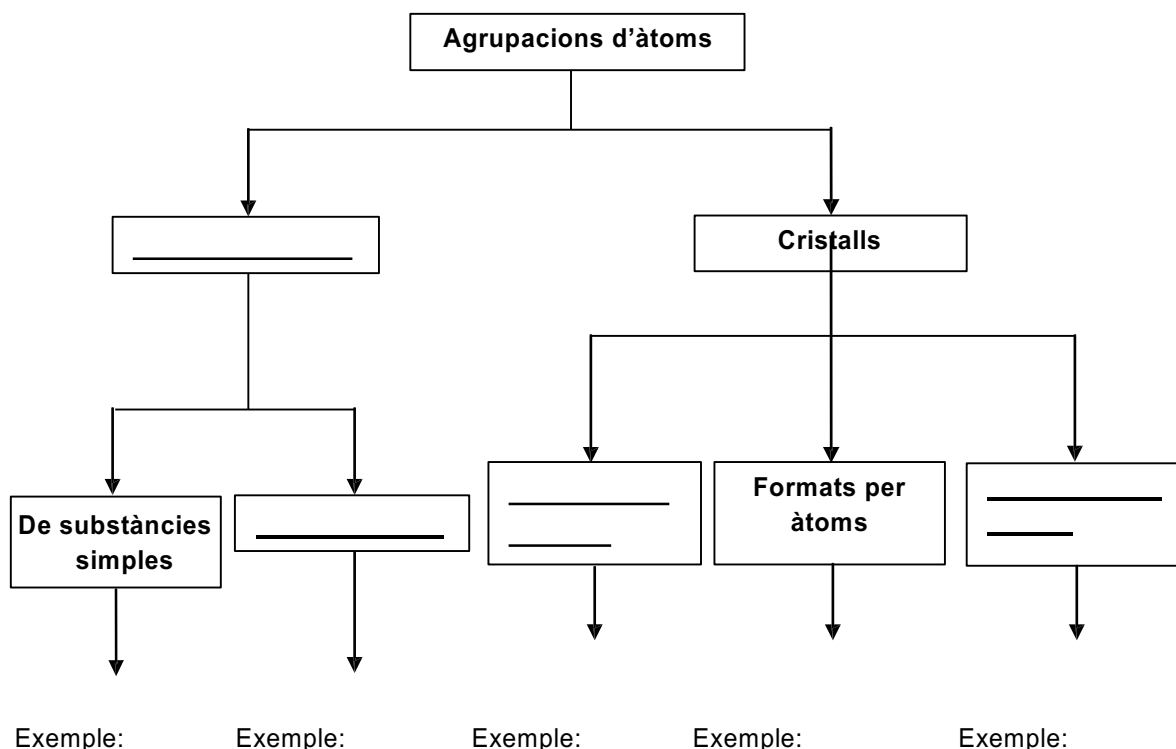 Agrupacions d'àtoms
Cristalls
De substàncies
simples
Formats per
àtoms
Exemple:
Exemple:
Exemple:
Exemple:
Exemple: